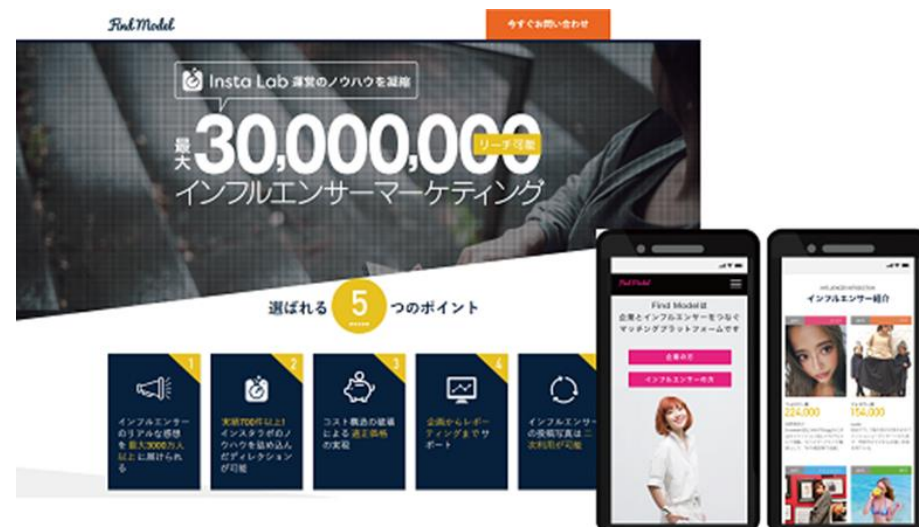 Find Model
今すぐお問い合わせ
Insta Lab 運営のノウハウを凝縮
最大30,000,000リーチ可能
インフルエンサーマーケティング
選ばれる5つのポイント
1
インフルエンサー
のリアルな感想
を最大3000万人
以上に届けられ
る
2
実績700件以上!
インスタラボのノ
ウハウを詰め込ん
だディレクション
が可能
3
コスト構造の破壊
による適正価格
の実現
4
企画からレポー
ティングまでサ
ポート
インフルエンサー
の投稿写真は二
次利用が可能
Find Model
Find Modelは
企業とインフルエンサーをつなぐ
マッチングプラットフォームです
企業の方
インフルエンサーの方
インフルエンサー紹介
224,000
154,000